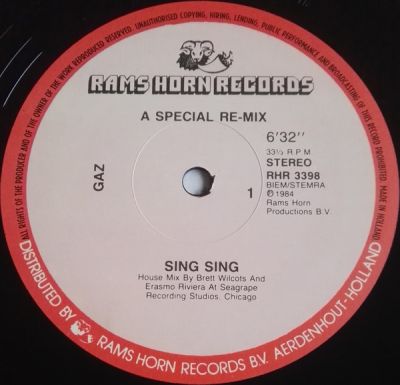 ALL RIGHTS OF THE PRODUCER AND OF THE OWNER OF THE WORK REPRODUCED RESERVED. UNAUTHORISED COPYING, HIRING, LENDING, PUBLIC PERFORMANCE AND BROADCASTING OF THIS RECORD PROHIBITED. MADE IN HOLLAND
RAMS HORN RECORDS
A SPECIAL RE-MIX
6'32"
33⅓ R.P.M
STEREO
RHR 3398
BIEM/STEMRA
℗ 1984
Rams Horn
Productions B.V.
GAZ
1
SING SING
House Mix By Brett Wilcots And
Erasmo Riviera At Seagrape
Recording Studios, Chicago
DISTRIBUTED BY RAMS HORN RECORDS B.V. AERDENHOUT-HOLLAND